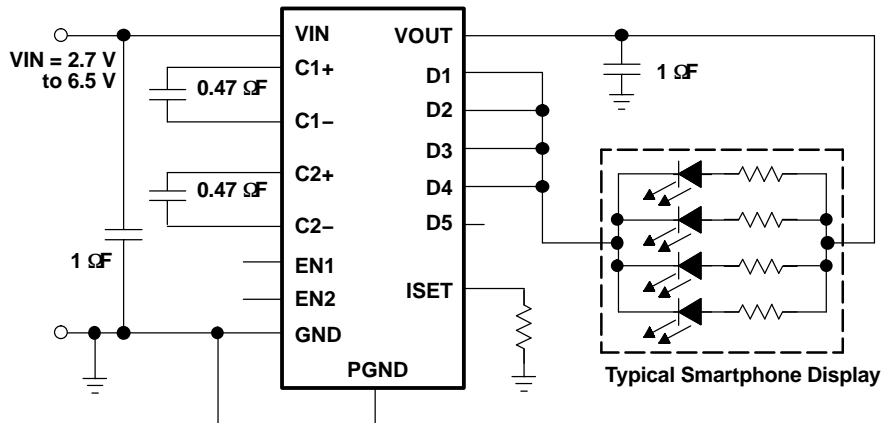 VIN
VOUT
VIN = 2.7 V
to 6.5 V
C1+
0.47 ΩF
C1−
C2+
0.47 ΩF
C2−
1 ΩF
EN1
EN2
GND
PGND
D1
D2
D3
D4
D5
ISET
1 ΩF
Typical Smartphone Display